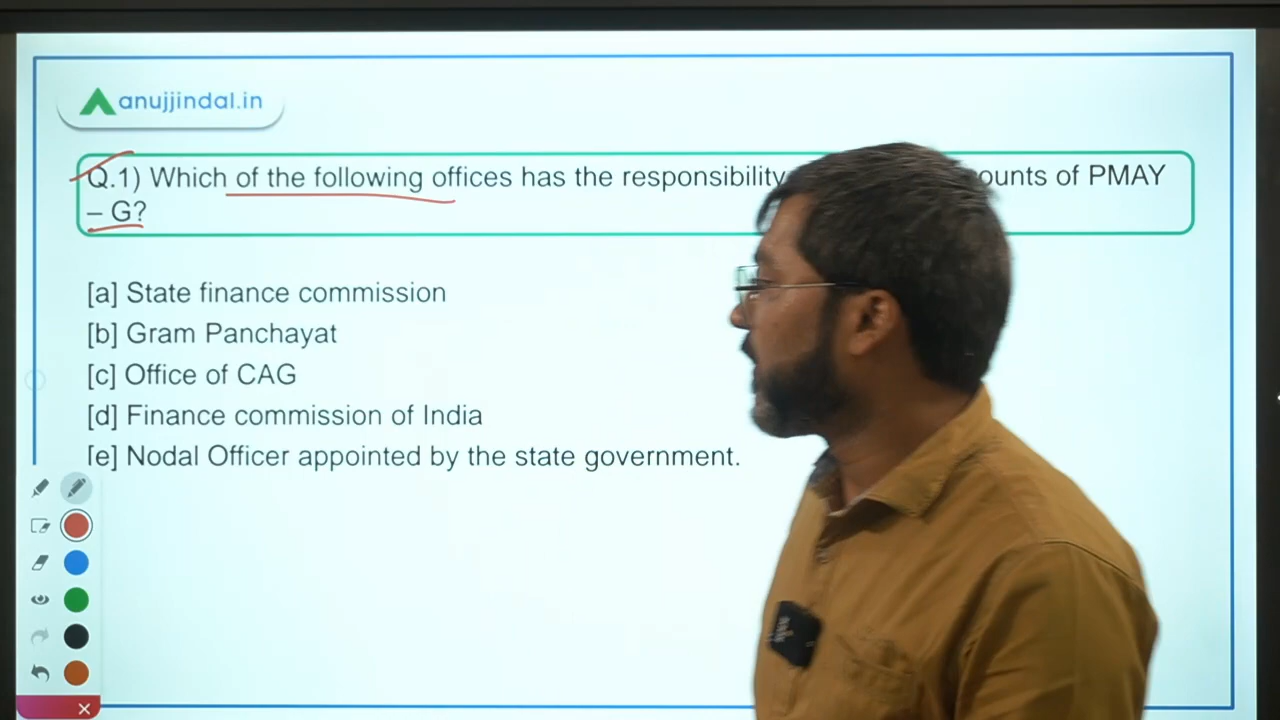 anujjindal.in
Q.1) Which of the following offices has the responsibility ounts of PMAY
– G?
[a] State finance commission
[b] Gram Panchayat
[c] Office of CAG
[d] Finance commission of India
[e] Nodal Officer appointed by the state government.